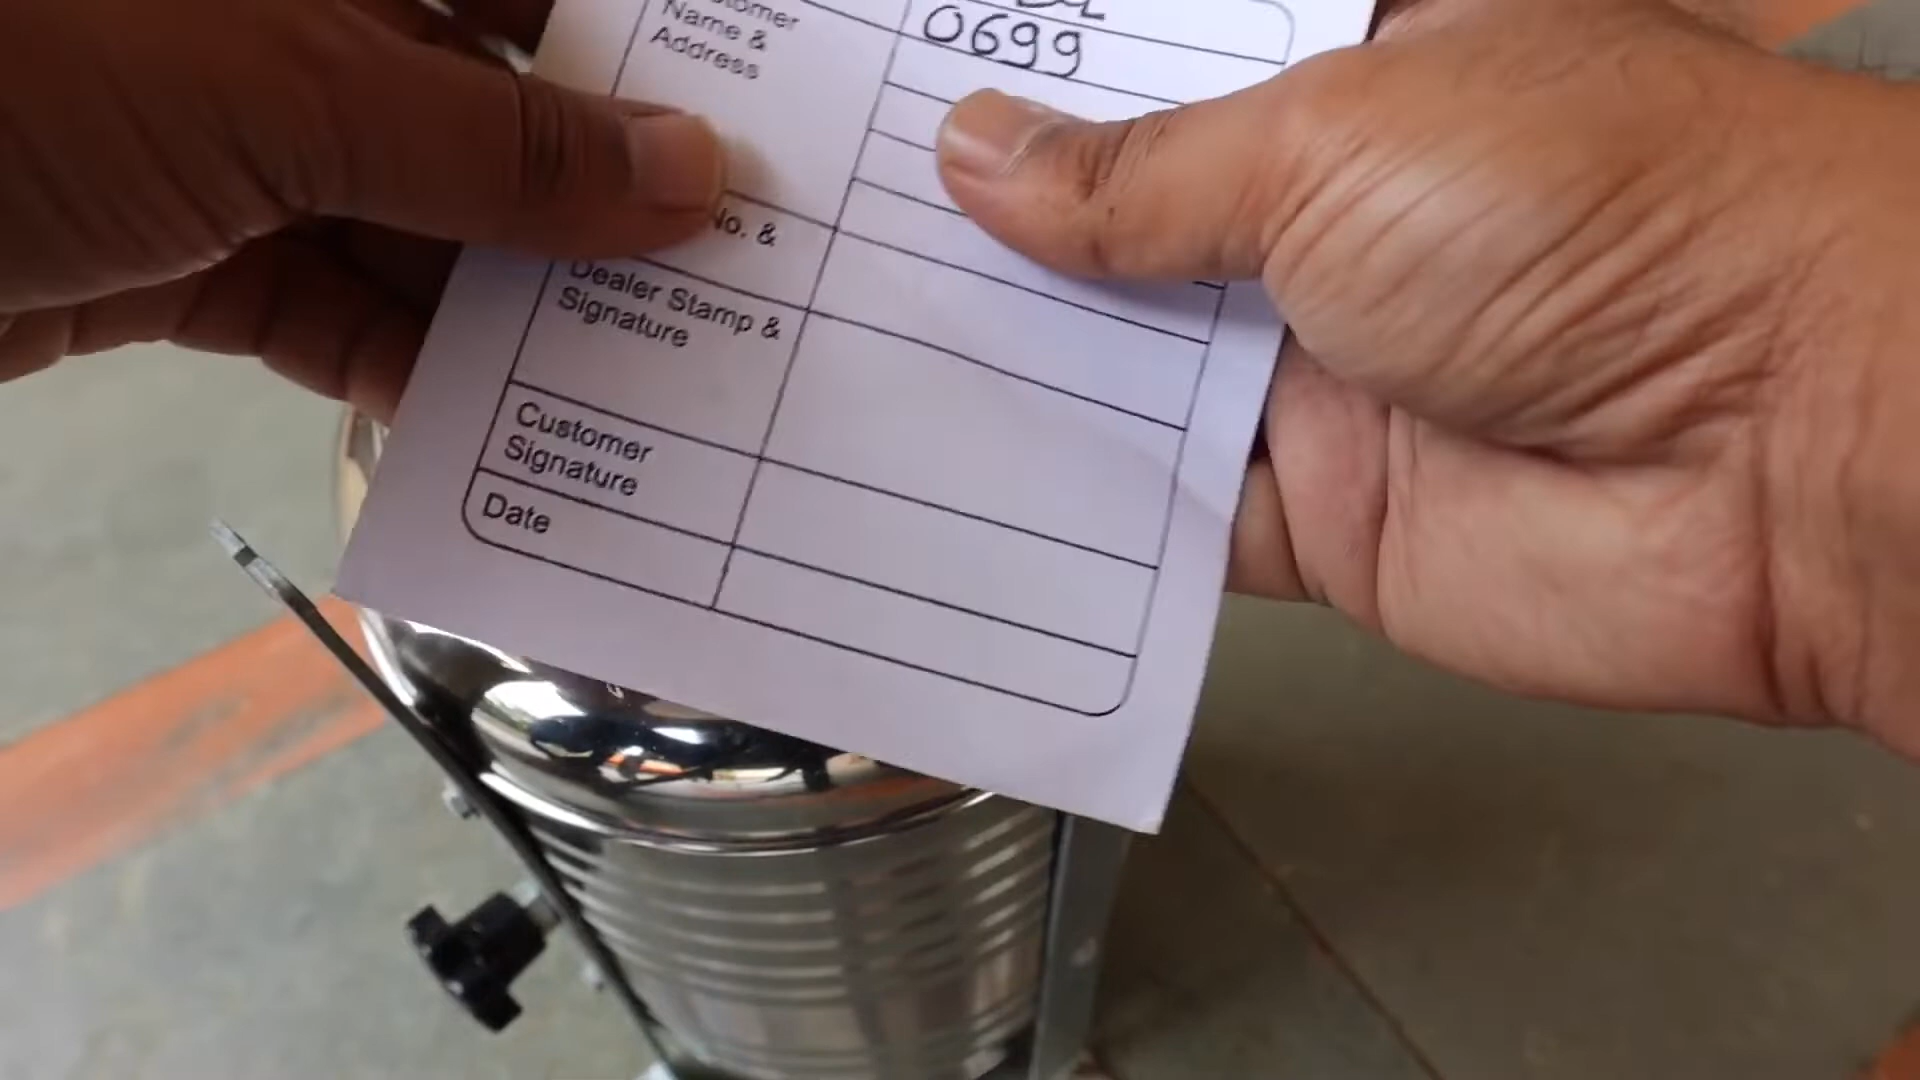 0699
Name &
Address
No. &
Dealer Stamp &
Signature
Customer
Signature
Date